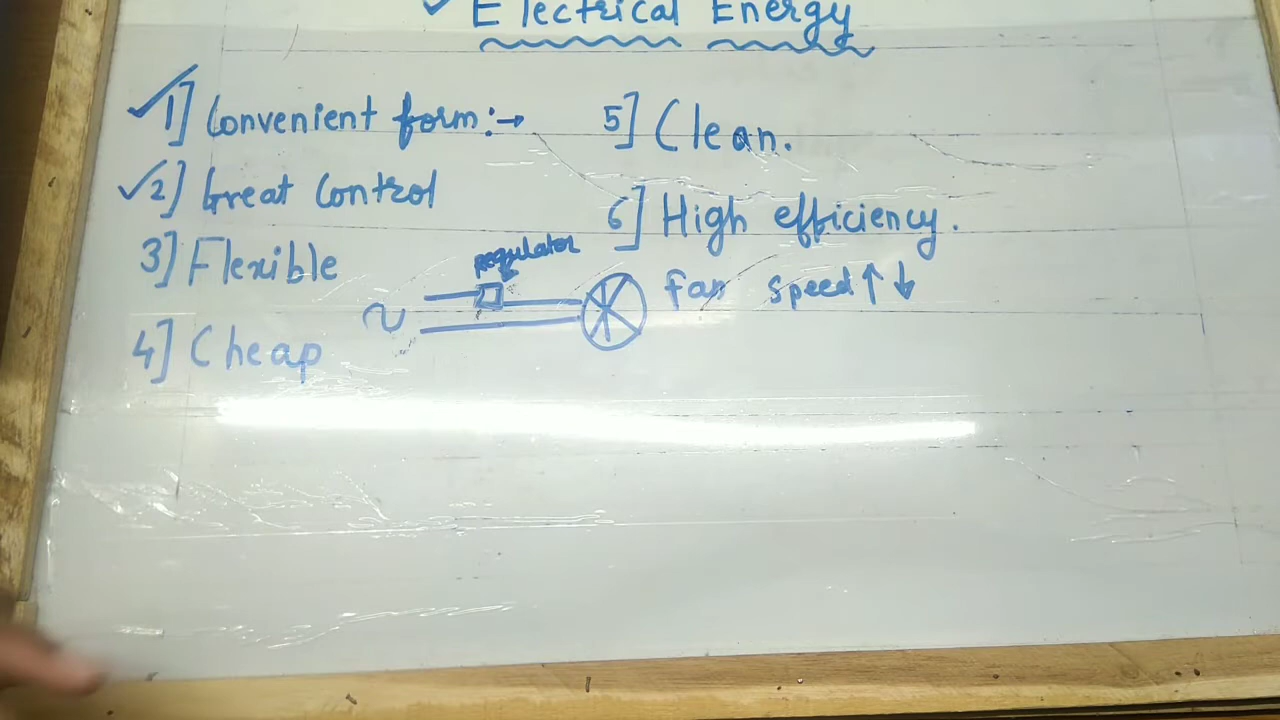 ✓ Electrical Energy
✓1] Convenient form:→
✓2] Great Control
3] Flexible
4] Cheap
5] Clean.
6] High efficiency.
regulator
~
fan speed ↑ ↓